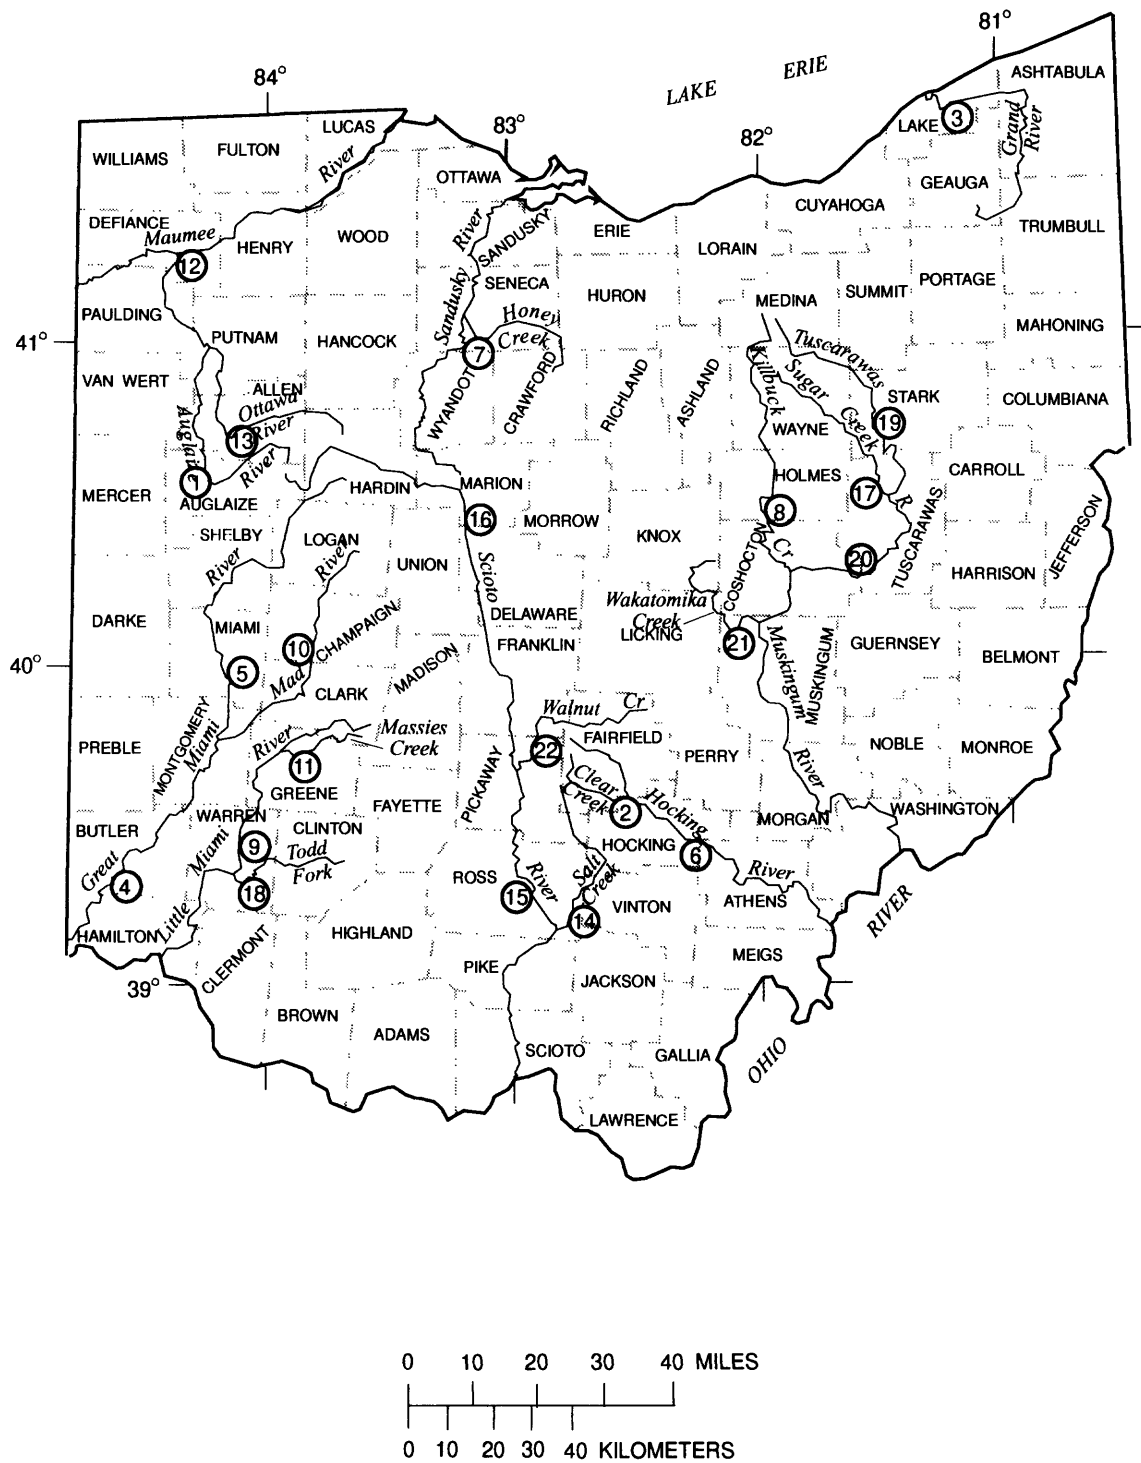 81°
LAKE ERIE
ASHTABULA
84°
83°
82°
LAKE
3
Grand
River
LUCAS
FULTON
WILLIAMS
River
OTTAWA
GEAUGA
CUYAHOGA
TRUMBULL
DEFIANCE
Maumee
HENRY
WOOD
River
SANDUSKY
ERIE
LORAIN
12
SENECA
HURON
MEDINA
SUMMIT
PORTAGE
PAULDING
Sandusky
Honey
Creek
MAHONING
41°
PUTNAM
HANCOCK
7
Tuscarawas
VAN WERT
ALLEN
WYANDOT
CRAWFORD
RICHLAND
ASHLAND
Killbuck
Sugar
Creek
STARK
COLUMBIANA
Ottawa
River
13
Auglaize
River
WAYNE
19
1
MERCER
AUGLAIZE
HARDIN
MARION
HOLMES
17
CARROLL
R
16
MORROW
8
SHELBY
LOGAN
KNOX
Cr
TUSCARAWAS
JEFFERSON
River
River
UNION
Scioto
COSHOCTON
20
HARRISON
DARKE
MIAMI
CHAMPAIGN
DELAWARE
Wakatomika
Creek
LICKING
FRANKLIN
21
Muskingum
MUSKINGUM
GUERNSEY
BELMONT
40°
10
5
Mad
CLARK
MADISON
Walnut Cr
FAIRFIELD
22
PREBLE
MONTGOMERY
Miami
River
Massies
Creek
11
GREENE
PICKAWAY
PERRY
NOBLE
MONROE
River
Clear
Creek
2
Hocking
FAYETTE
WARREN
CLINTON
WASHINGTON
MORGAN
BUTLER
Great
4
Miami
9
Todd
Fork
18
HOCKING
6
River
ROSS
15
River
Salt
Creek
VINTON
ATHENS
14
RIVER
HAMILTON
Little
CLERMONT
HIGHLAND
PIKE
MEIGS
39°
JACKSON
BROWN
ADAMS
SCIOTO
GALLIA
OHIO
LAWRENCE
0 10 20 30 40 MILES
0 10 20 30 40 KILOMETERS